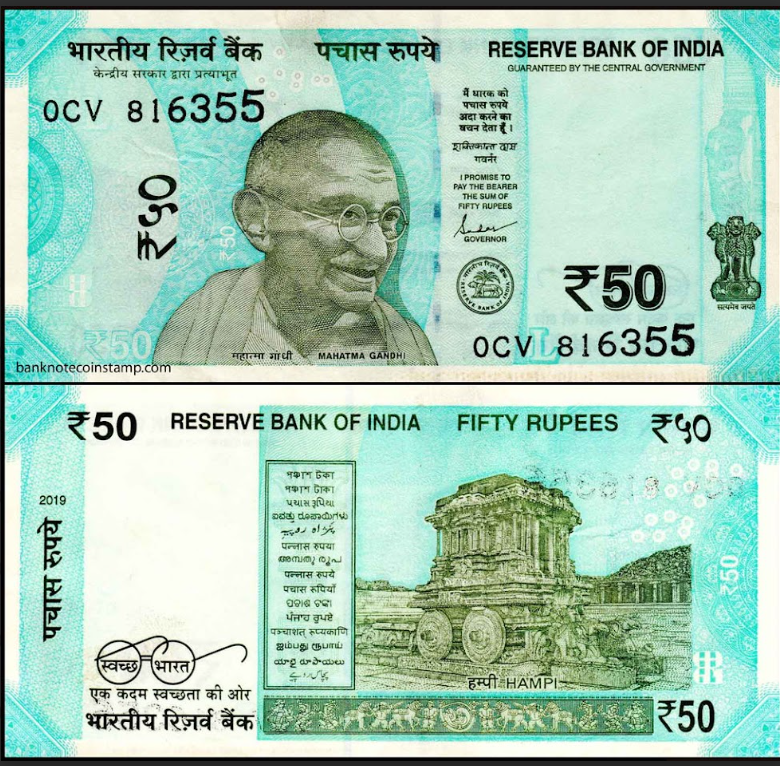 भारतीय रिज़र्व बैंक
केन्द्रीय सरकार द्वारा प्रत्याभूत
पचास रुपये
RESERVE BANK OF INDIA
GUARANTEED BY THE CENTRAL GOVERNMENT
0CV 816355
मैं धारक को
पचास रुपये
अदा करने का
वचन देता हूँ ।
गवर्नर
I PROMISE TO
PAY THE BEARER
THE SUM OF
FIFTY RUPEES
GOVERNOR
₹५०
₹50
भारतीय रिज़र्व बैंक
RESERVE BANK OF INDIA
₹50
सत्यमेव जयते
0CV 816355
L
₹50
महात्मा गांधी
MAHATMA GANDHI
banknotecoinstamp.com
₹50
RESERVE BANK OF INDIA
FIFTY RUPEES
₹५०
2019
पचास रुपये
পঞ্চাশ টকা
পঞ্চাশ টাকা
પચાસ રૂપિયા
ಐವತ್ತು ರೂಪಾಯಿಗಳು
پنژاہ روپیہ
पन्नास रुपया
അമ്പതു രൂപ
पन्नास रुपये
पचास रुपियाँ
ପଚାଶ ଟଙ୍କା
ਪੰਜਾਹ ਰੁਪਏ
पञ्चाशत् रूप्यकाणि
ஐம்பது ரூபாய்
యాభై రూపాయలు
پچاس روپے
₹50
हम्पी HAMPI
स्वच्छ भारत
एक कदम स्वच्छता की ओर
भारतीय रिज़र्व बैंक
₹50